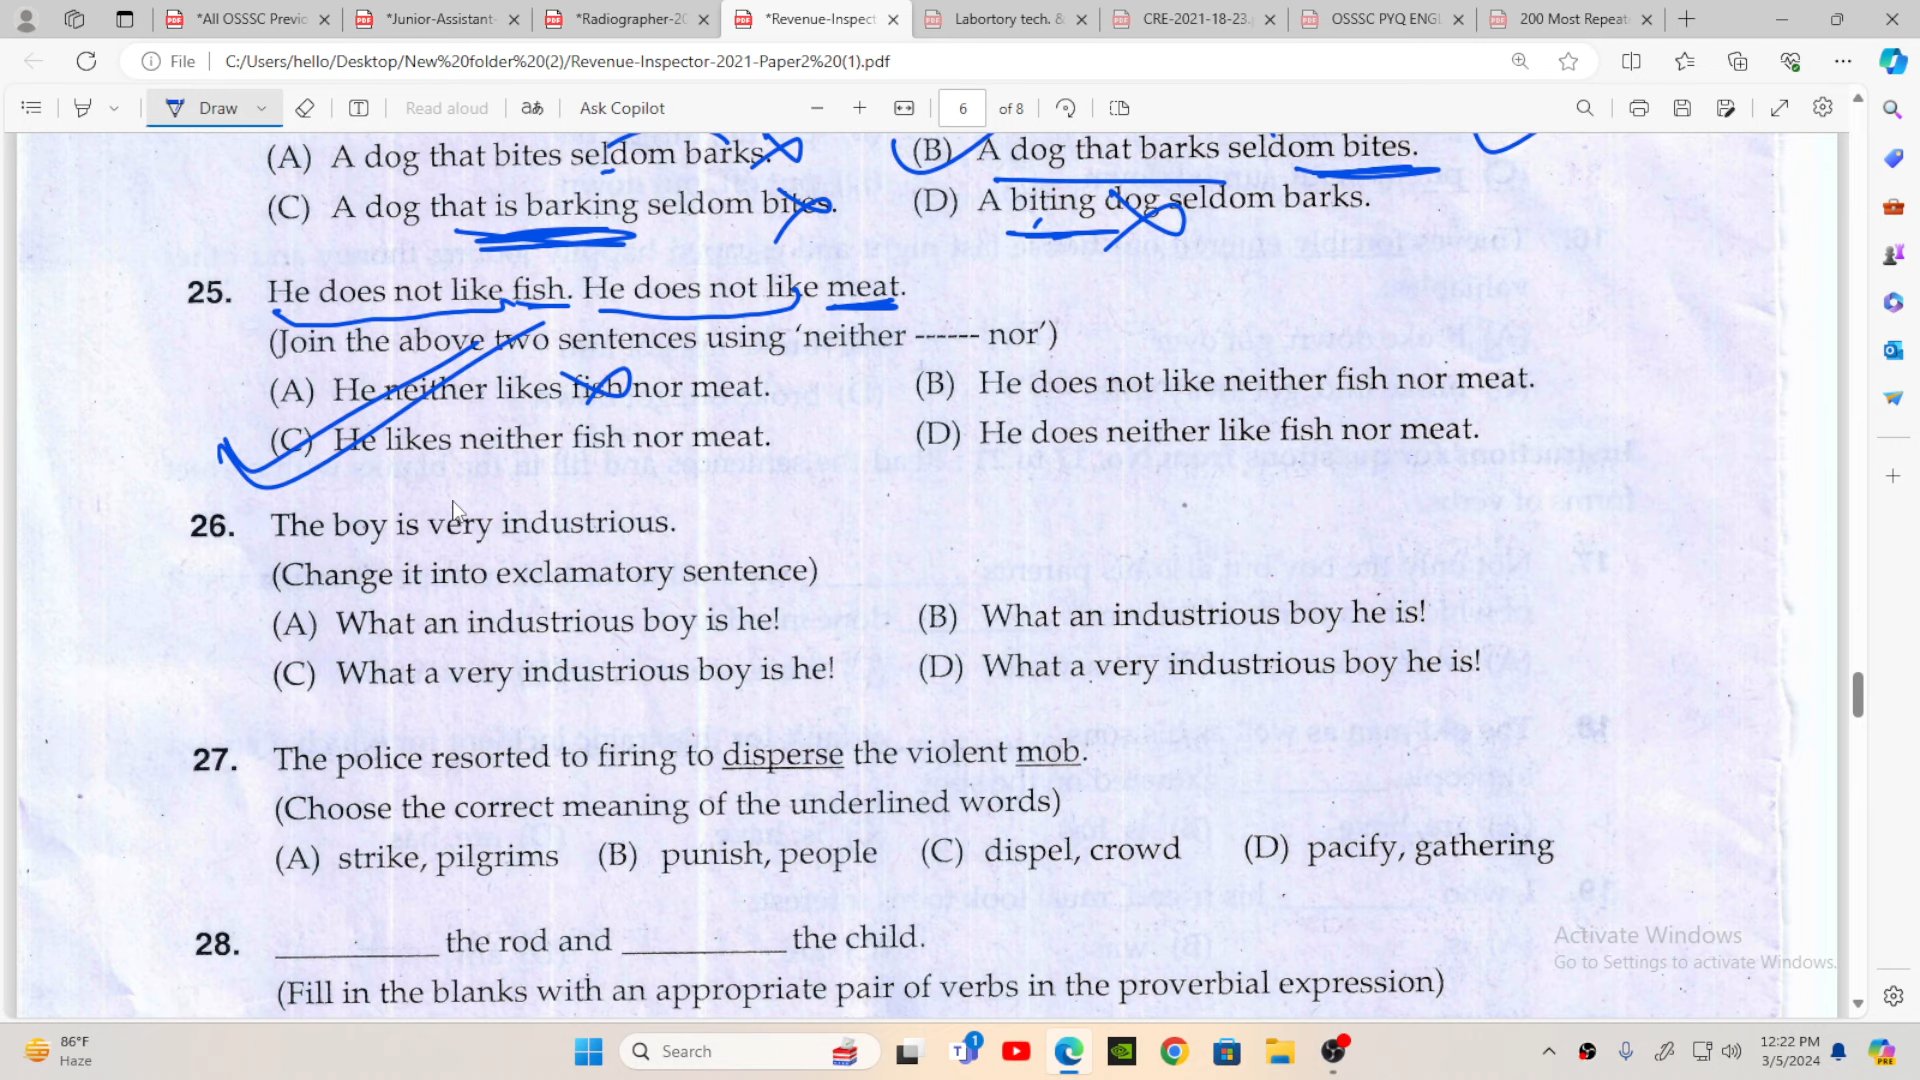 *All OSSSC Previo
*Junior-Assistant-
*Radiographer-20
*Revenue-Inspect
Labortory tech. &
CRE-2021-18-23.p
OSSSC PYQ ENGL
200 Most Repeat
File
C:/Users/hello/Desktop/New%20folder%20(2)/Revenue-Inspector-2021-Paper2%20(1).pdf
Draw
Read aloud
Ask Copilot
6
of 8
(A) A dog that bites seldom barks.
(B) A dog that barks seldom bites.
(C) A dog that is barking seldom bites.
(D) A biting dog seldom barks.
25. He does not like fish. He does not like meat.
(Join the above two sentences using ‘neither ------ nor’)
(A) He neither likes fish nor meat.
(B) He does not like neither fish nor meat.
(C) He likes neither fish nor meat.
(D) He does neither like fish nor meat.
26. The boy is very industrious.
(Change it into exclamatory sentence)
(A) What an industrious boy is he!
(B) What an industrious boy he is!
(C) What a very industrious boy is he!
(D) What a very industrious boy he is!
27. The police resorted to firing to disperse the violent mob.
(Choose the correct meaning of the underlined words)
(A) strike, pilgrims (B) punish, people (C) dispel, crowd (D) pacify, gathering
28. __________ the rod and __________ the child.
(Fill in the blanks with an appropriate pair of verbs in the proverbial expression)
Activate Windows
Go to Settings to activate Windows.
86°F
Haze
Search
1
12:22 PM
3/5/2024
PRE